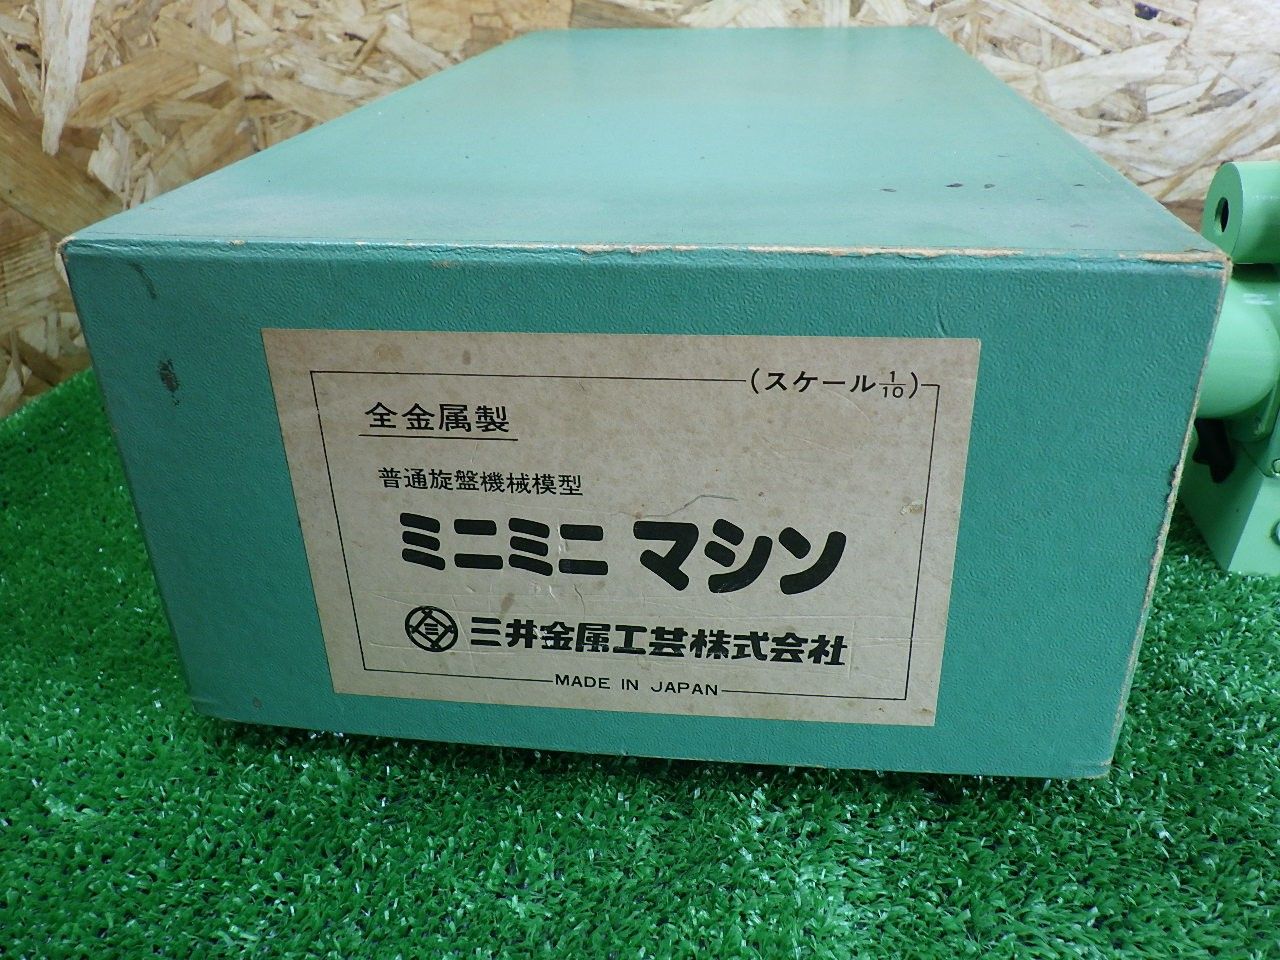 (スケール1/10)
全金属製
普通旋盤機械模型
ミニミニ マシン
三 三井金属工芸株式会社
MADE IN JAPAN